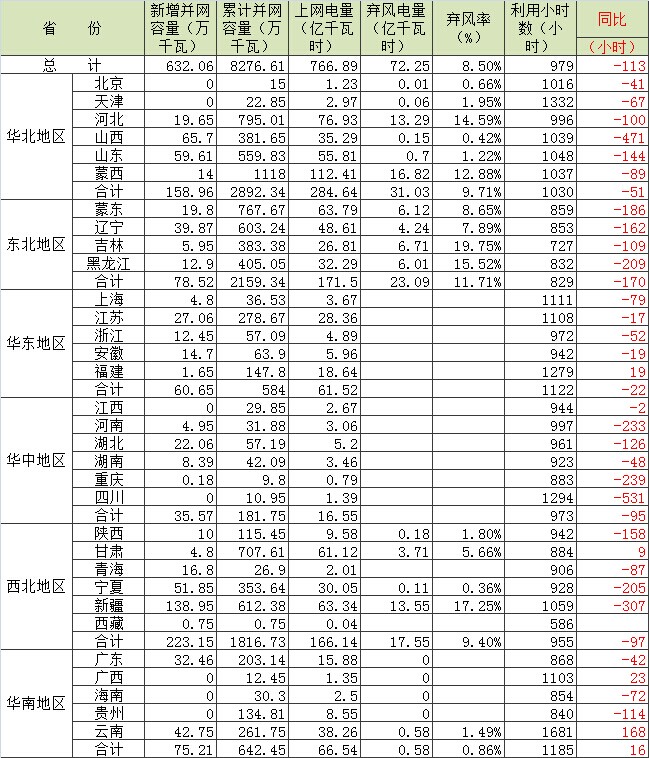 省 份 新增并网容量（万千瓦） 累计并网容量（万千瓦） 上网电量（亿千瓦时） 弃风电量（亿千瓦时） 弃风率（%） 利用小时数（小时） 同比（小时）
总 计 632.06 8276.61 766.89 72.25 8.50% 979 -113
华北地区
北京 0 15 1.23 0.01 0.66% 1016 -41
天津 0 22.85 2.97 0.06 1.95% 1332 -67
河北 19.65 795.01 76.93 13.29 14.59% 996 -100
山西 65.7 381.65 35.29 0.15 0.42% 1039 -471
山东 59.61 559.83 55.81 0.7 1.22% 1048 -144
蒙西 14 1118 112.41 16.82 12.88% 1037 -89
合计 158.96 2892.34 284.64 31.03 9.71% 1030 -51
东北地区
蒙东 19.8 767.67 63.79 6.12 8.65% 859 -186
辽宁 39.87 603.24 48.61 4.24 7.89% 853 -162
吉林 5.95 383.38 26.81 6.71 19.75% 727 -109
黑龙江 12.9 405.05 32.29 6.01 15.52% 832 -209
合计 78.52 2159.34 171.5 23.09 11.71% 829 -170
华东地区
上海 4.8 36.53 3.67 1111 -79
江苏 27.06 278.67 28.36 1108 -17
浙江 12.45 57.09 4.89 972 -52
安徽 14.7 63.9 5.96 942 -19
福建 1.65 147.8 18.64 1279 19
合计 60.65 584 61.52 1122 -22
华中地区
江西 0 29.85 2.67 944 -2
河南 4.95 31.88 3.06 997 -233
湖北 22.06 57.19 5.2 961 -126
湖南 8.39 42.09 3.46 923 -48
重庆 0.18 9.8 0.79 883 -239
四川 0 10.95 1.39 1294 -531
合计 35.57 181.75 16.55 973 -95
西北地区
陕西 10 115.45 9.58 0.18 1.80% 942 -158
甘肃 4.8 707.61 61.12 3.71 5.66% 884 9
青海 16.8 26.9 2.01 906 -87
宁夏 51.85 353.64 30.05 0.11 0.36% 928 -205
新疆 138.95 612.38 63.34 13.55 17.25% 1059 -307
西藏 0.75 0.75 0.04 586
合计 223.15 1816.73 166.14 17.55 9.40% 955 -97
华南地区
广东 32.46 203.14 15.88 0 868 -42
广西 0 12.45 1.35 0 1103 23
海南 0 30.3 2.5 0 854 -72
贵州 0 134.81 8.55 0 840 -114
云南 42.75 261.75 38.26 0.58 1.49% 1681 168
合计 75.21 642.45 66.54 0.58 0.86% 1185 16